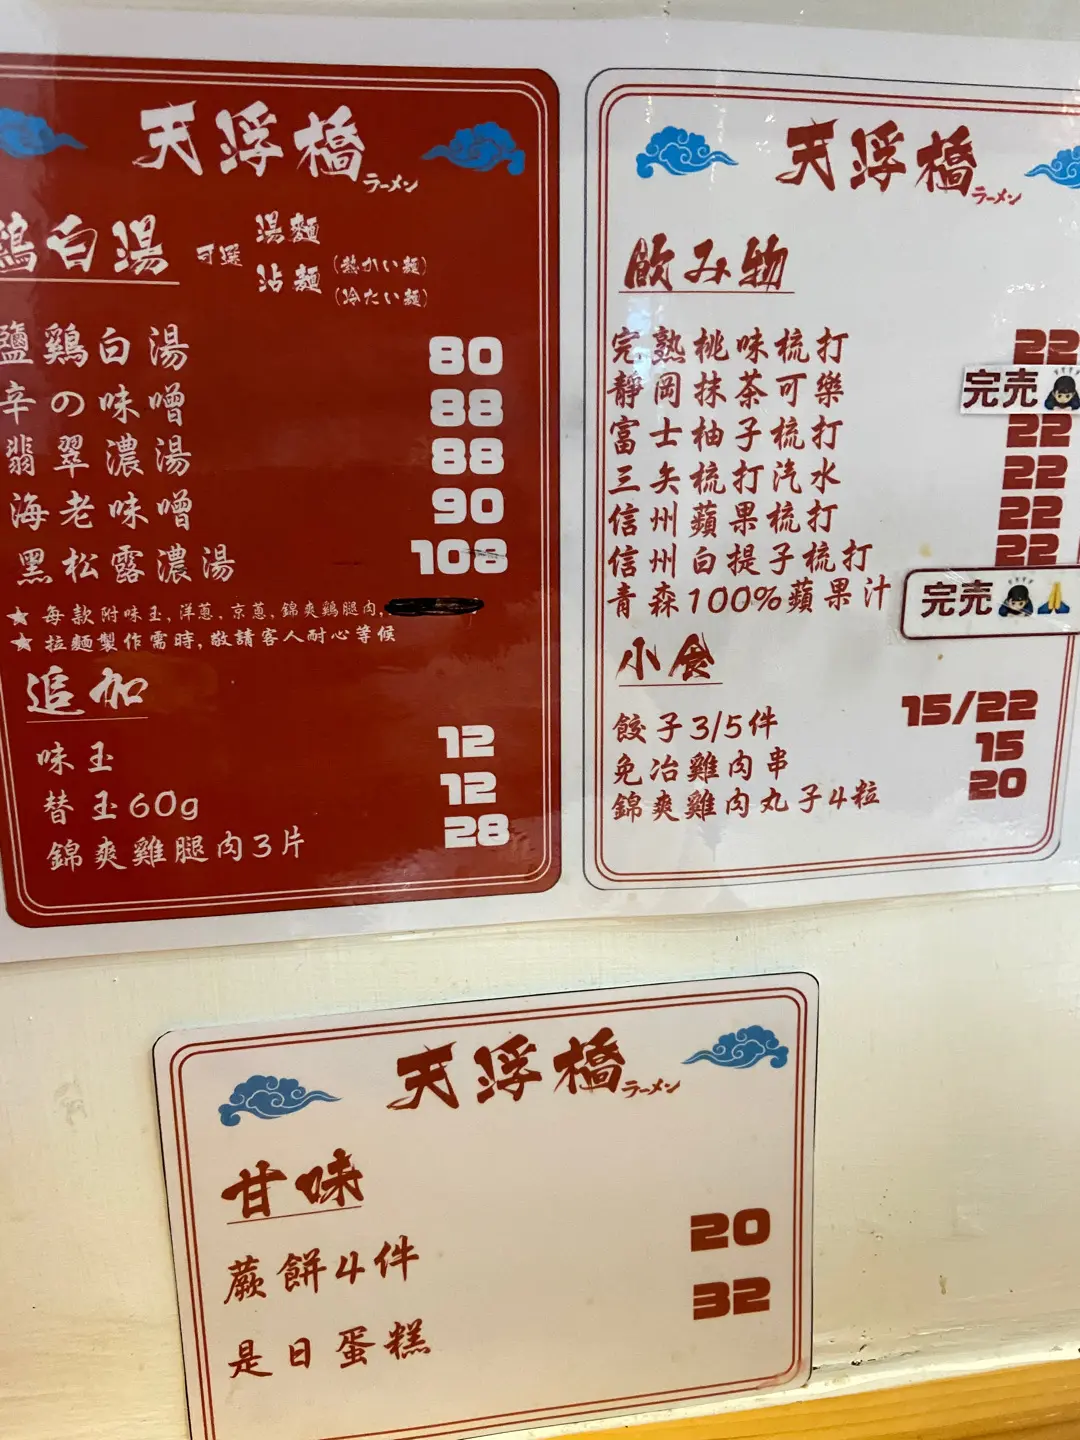 天浮橋
ラーメン
鶏白湯 可選 湯麵
沾麵 (熱かい麺)
(冷たい麺)
鹽鶏白湯 80
辛の味噌 88
翡翠濃湯 88
海老味噌 90
黑松露濃湯 108
★每款附味玉, 洋蔥, 京蔥, 錦爽鶏腿肉,
★拉麵製作需時, 敬請客人耐心等候
追加
味玉 12
替玉60g 12
錦爽雞腿肉3片 28
天浮橋
ラーメン
飲み物
完熟桃味梳打 22
靜岡抹茶可樂 完売
富士柚子梳打 22
三矢梳打汽水 22
信州蘋果梳打 22
信州白提子梳打 22
青森100%蘋果汁 完売
小食
餃子3/5件 15/22
免冶雞肉串 15
錦爽雞肉丸子4粒 20
天浮橋
ラーメン
甘味
蕨餅4件 20
是日蛋糕 32